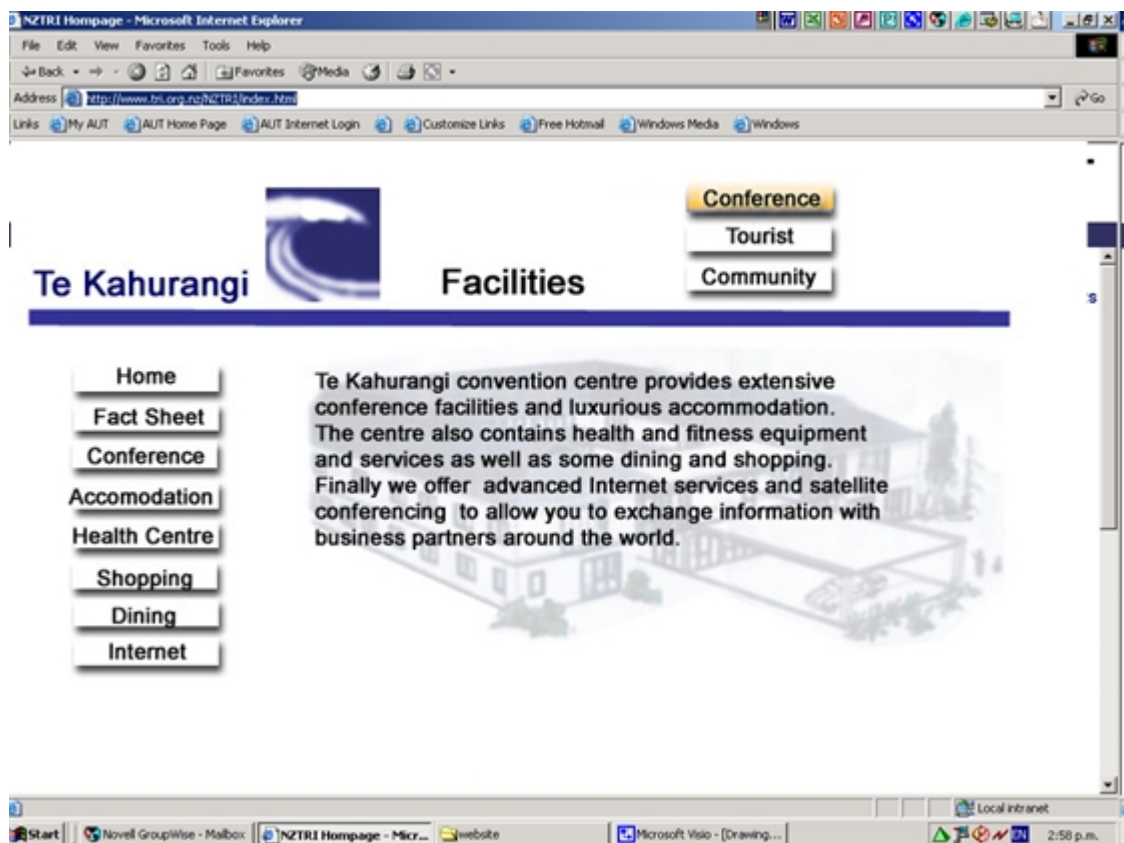 NZTRI Hompage - Microsoft Internet Explorer
File Edit View Favorites Tools Help
Back Favorites Media
Address http://www.tri.org.nz/NZTRI/index.html Go
Links My AUT AUT Home Page AUT Internet Login Customize Links Free Hotmail Windows Media Windows
Conference
Tourist
Community
Te Kahurangi
Facilities
Home
Fact Sheet
Conference
Accomodation
Health Centre
Shopping
Dining
Internet
Te Kahurangi convention centre provides extensive
conference facilities and luxurious accommodation.
The centre also contains health and fitness equipment
and services as well as some dining and shopping.
Finally we offer advanced Internet services and satellite
conferencing to allow you to exchange information with
business partners around the world.
Local intranet
Start Novell GroupWise - Mailbox NZTRI Hompage - Micr... website Microsoft Visio - [Drawing... EN 2:58 p.m.